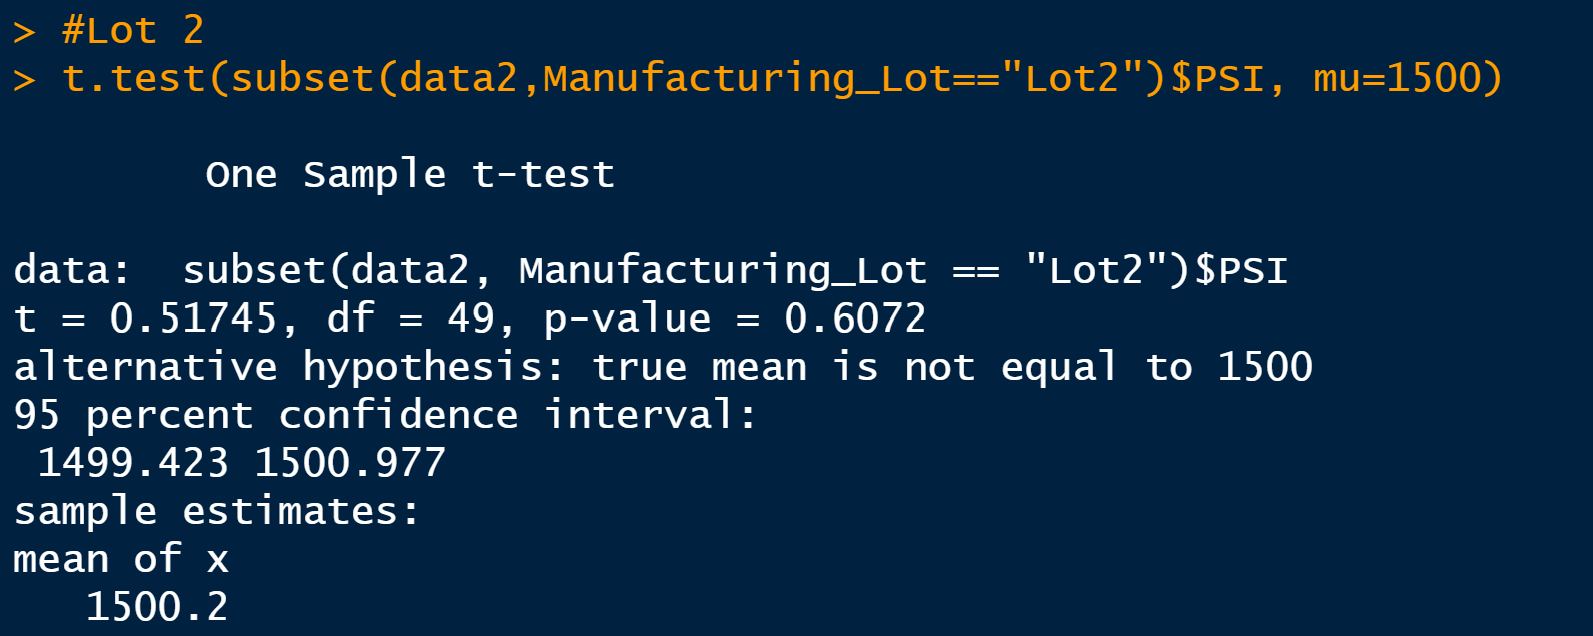 > #Lot 2
> t.test(subset(data2,Manufacturing_Lot=="Lot2")$PSI, mu=1500)
One Sample t-test
data:  subset(data2, Manufacturing_Lot == "Lot2")$PSI
t = 0.51745, df = 49, p-value = 0.6072
alternative hypothesis: true mean is not equal to 1500
95 percent confidence interval:
1499.423 1500.977
sample estimates:
mean of x
1500.2